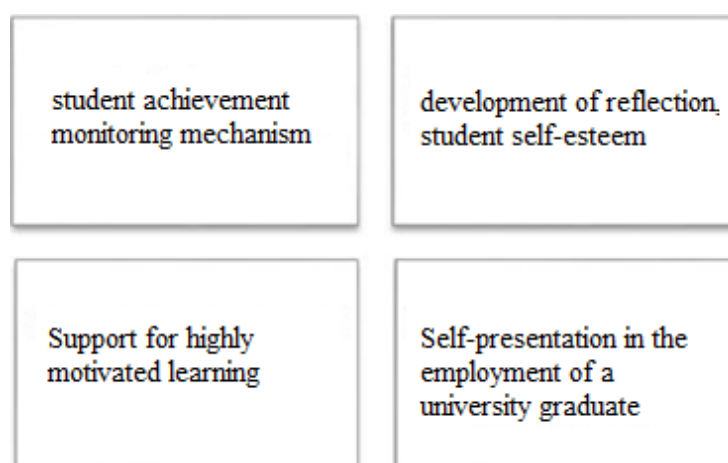 student achievement
monitoring mechanism
development of reflection,
student self-esteem
Support for highly
motivated learning
Self-presentation in the
employment of a
university graduate